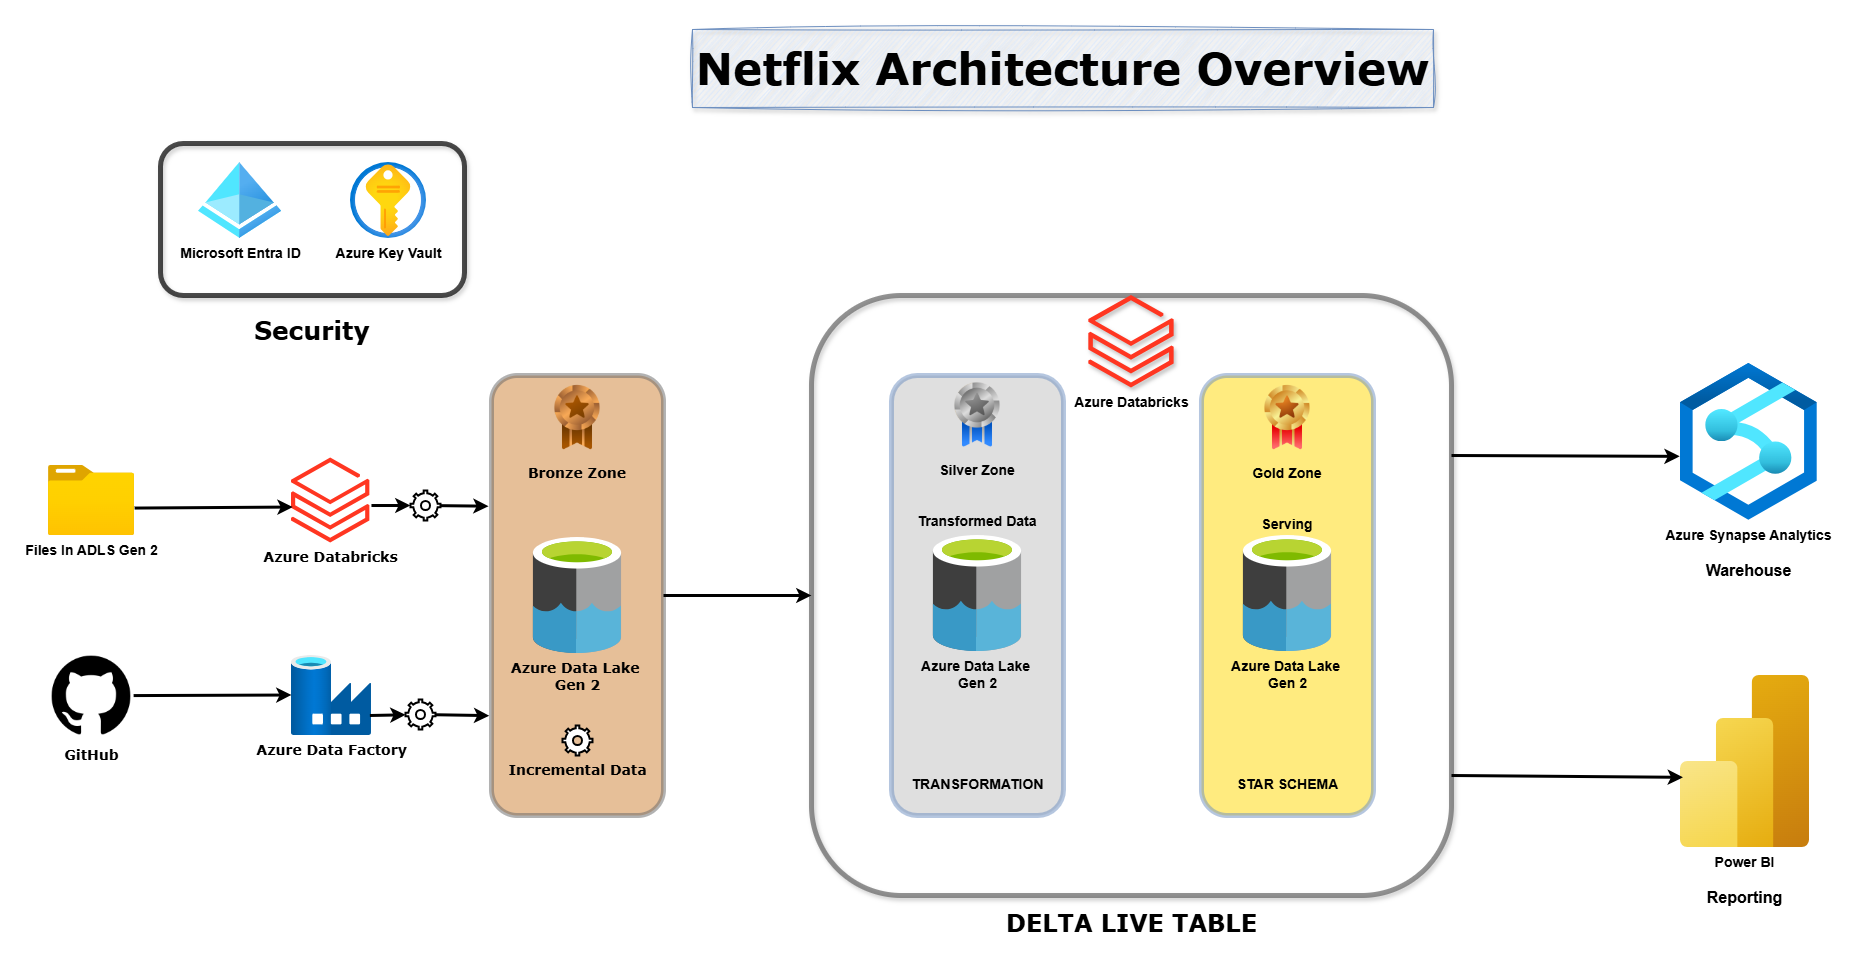 Netflix Architecture Overview
Microsoft Entra ID
Azure Key Vault
Security
Files In ADLS Gen 2
Azure Databricks
GitHub
Azure Data Factory
Bronze Zone
Azure Data Lake
Gen 2
Incremental Data
Azure Databricks
Silver Zone
Transformed Data
Azure Data Lake
Gen 2
TRANSFORMATION
Gold Zone
Serving
Azure Data Lake
Gen 2
STAR SCHEMA
DELTA LIVE TABLE
Azure Synapse Analytics
Warehouse
Power BI
Reporting